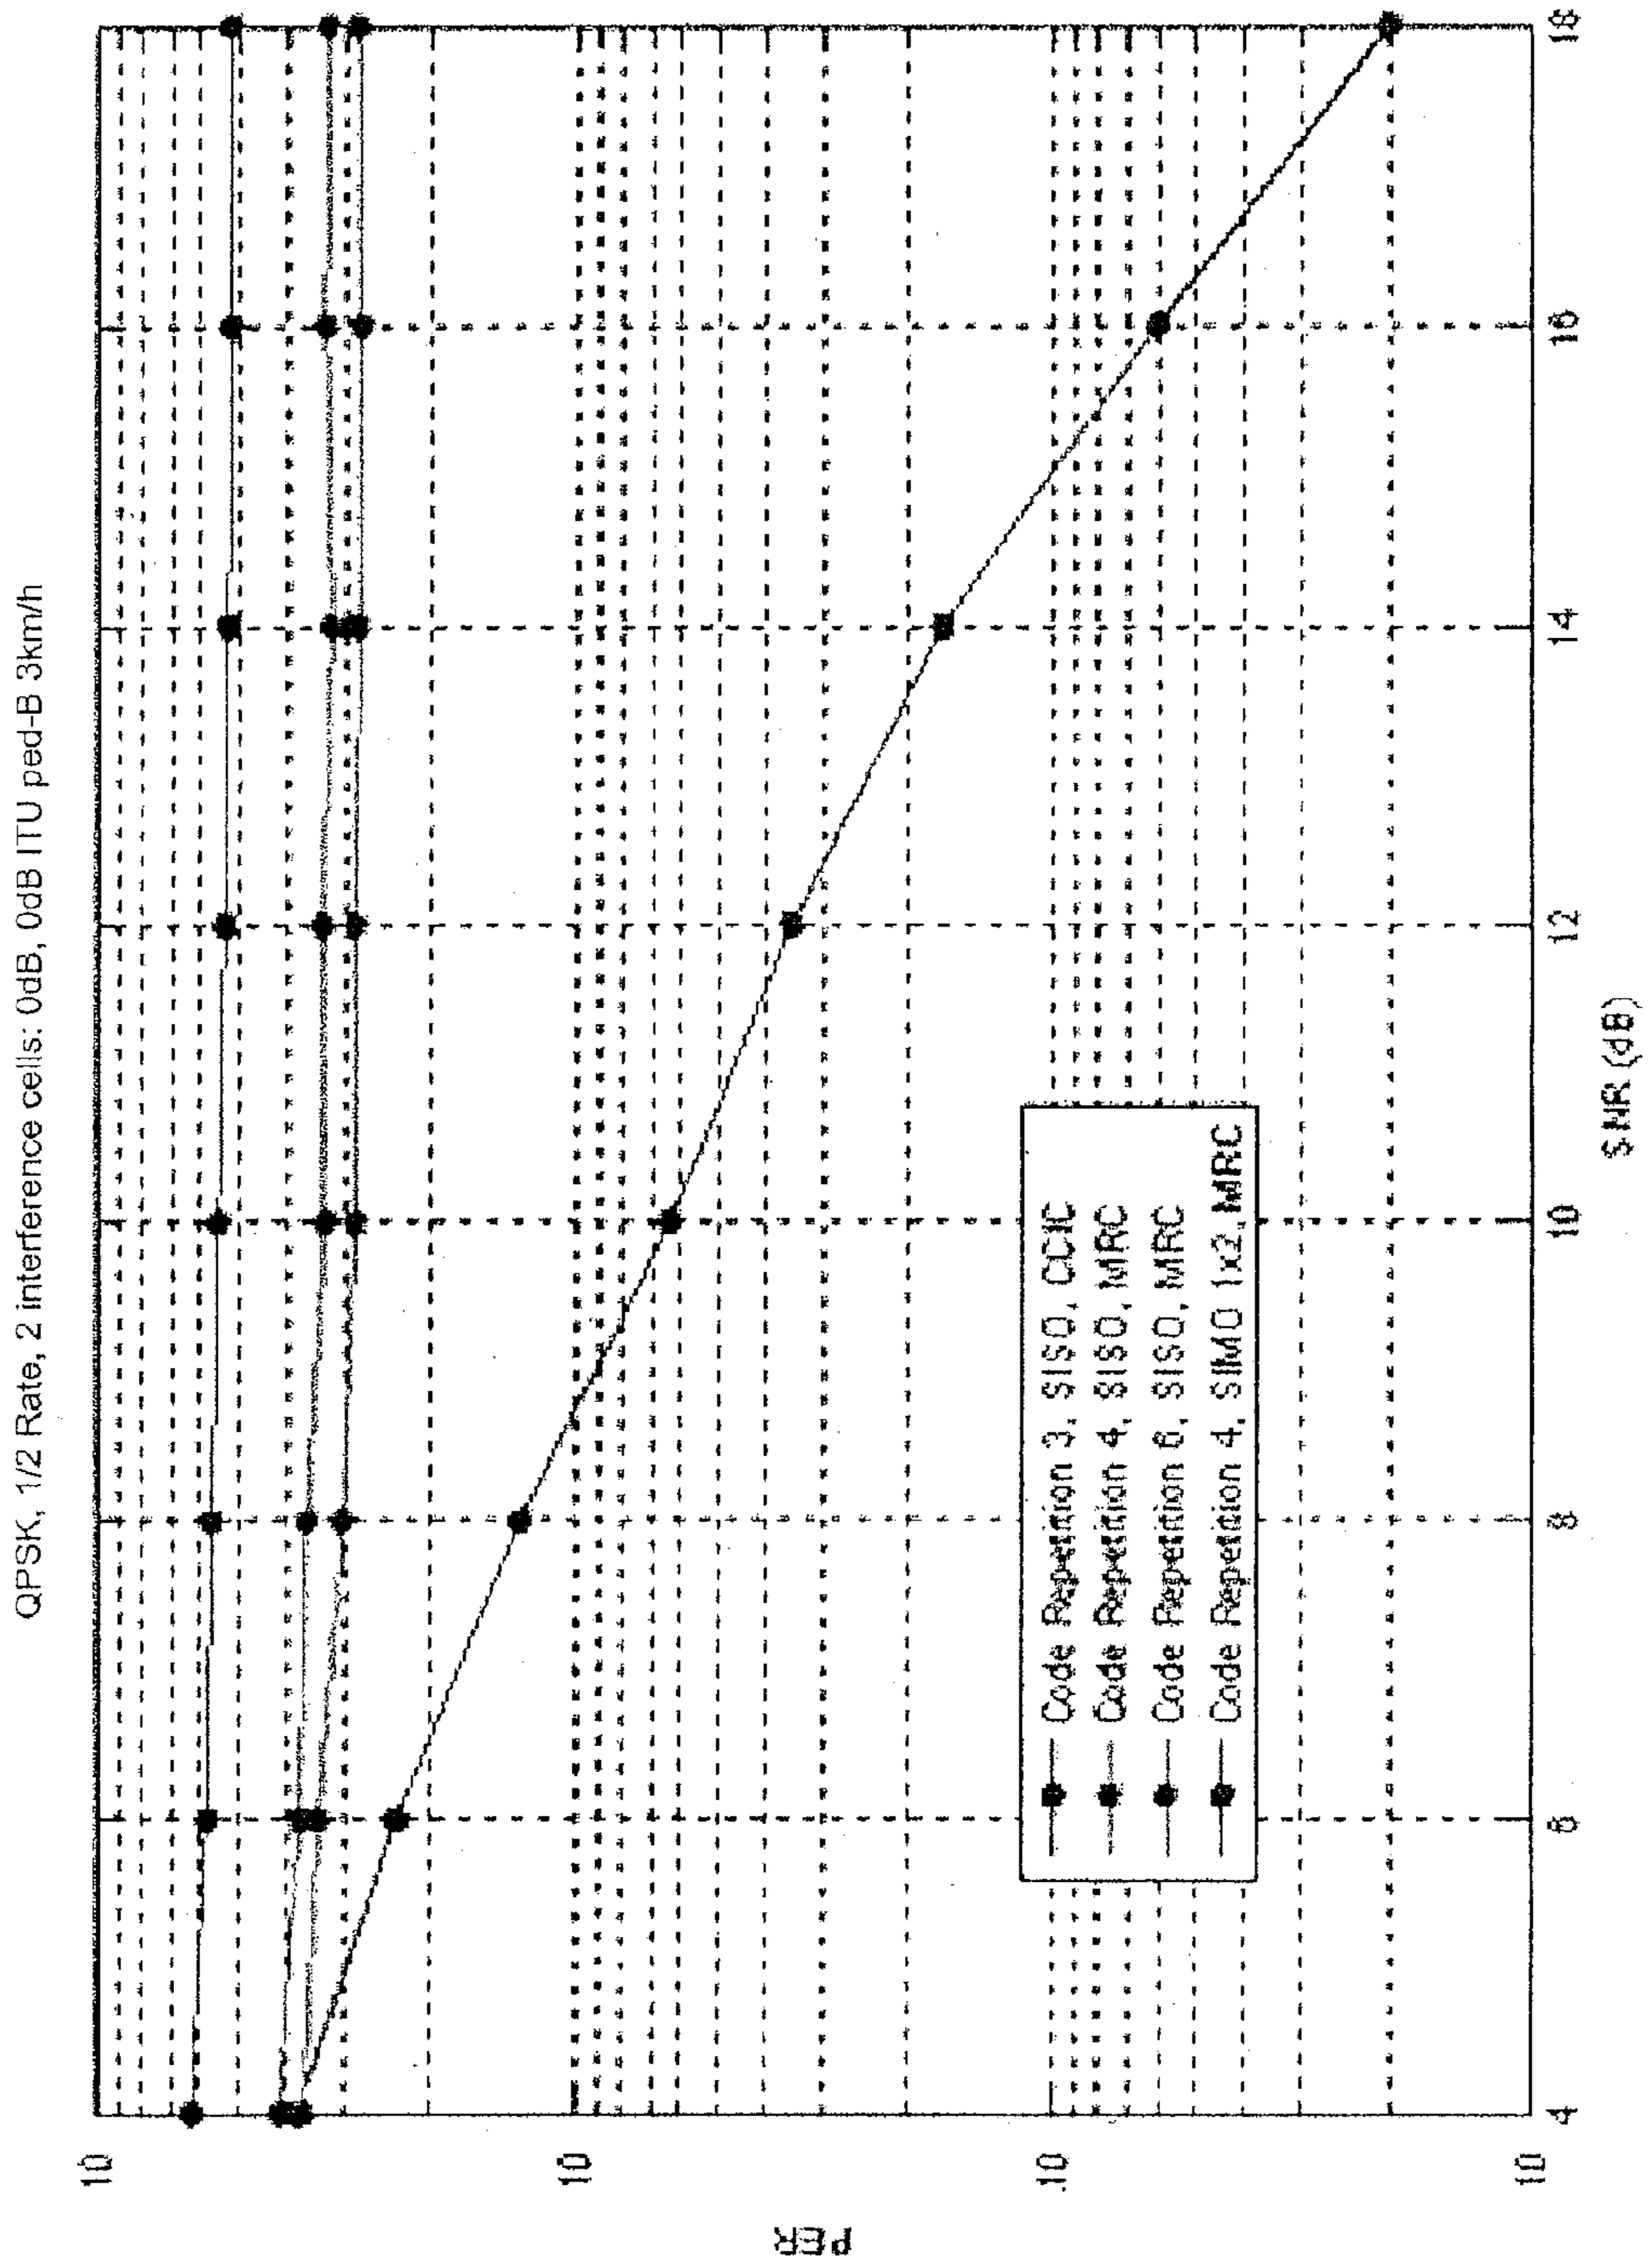 QPSK, 1/2 Rate, 2 interference cells: 0dB, 0dB ITU ped-B 3km/h
PER
10
10
10
10
Code Repetition 3, SISO, CCIC
Code Repetition 4, SISO, MRC
Code Repetition 6, SISO, MRC
Code Repetition 4, SIMO 1x2, MRC
4
6
8
10
12
14
16
18
SNR (dB)